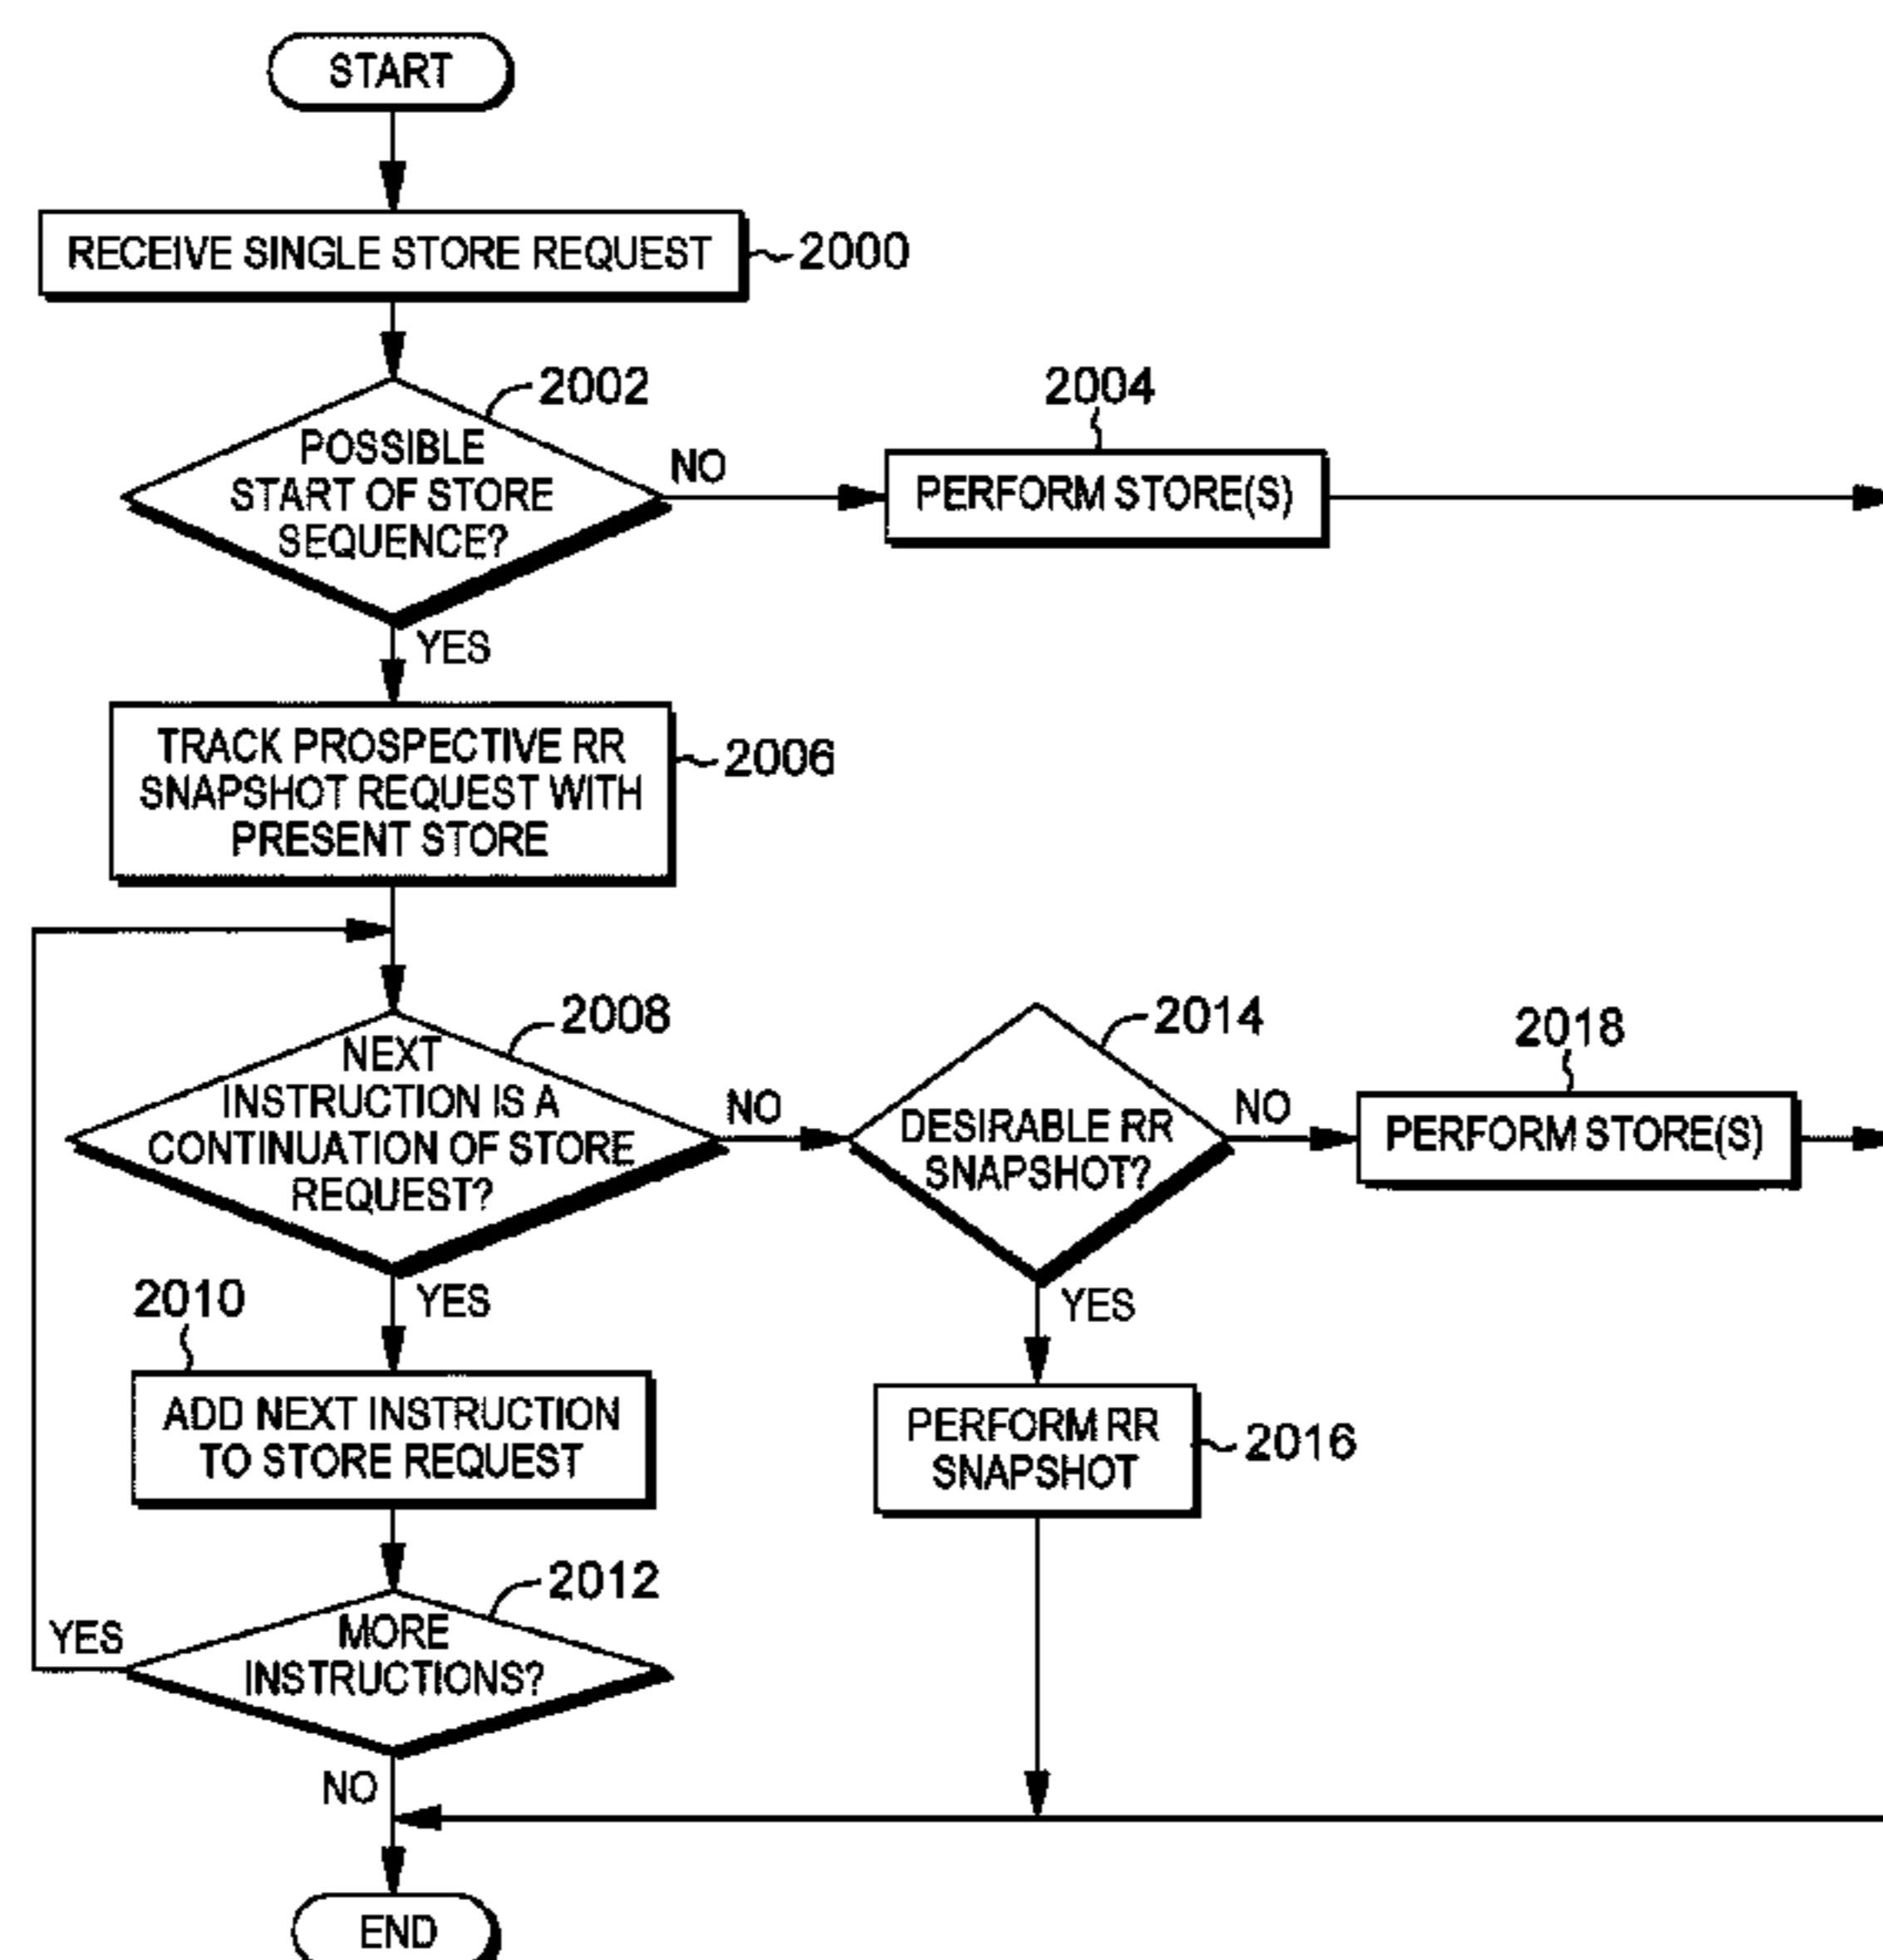 START
RECEIVE SINGLE STORE REQUEST
2000
2002
POSSIBLE
START OF STORE
SEQUENCE?
NO
2004
PERFORM STORE(S)
YES
TRACK PROSPECTIVE RR
SNAPSHOT REQUEST WITH
PRESENT STORE
2006
2008
NEXT
INSTRUCTION IS A
CONTINUATION OF STORE
REQUEST?
NO
2014
DESIRABLE RR
SNAPSHOT?
NO
2018
PERFORM STORE(S)
YES
2010
ADD NEXT INSTRUCTION
TO STORE REQUEST
YES
PERFORM RR
SNAPSHOT
2016
2012
MORE
INSTRUCTIONS?
YES
NO
END